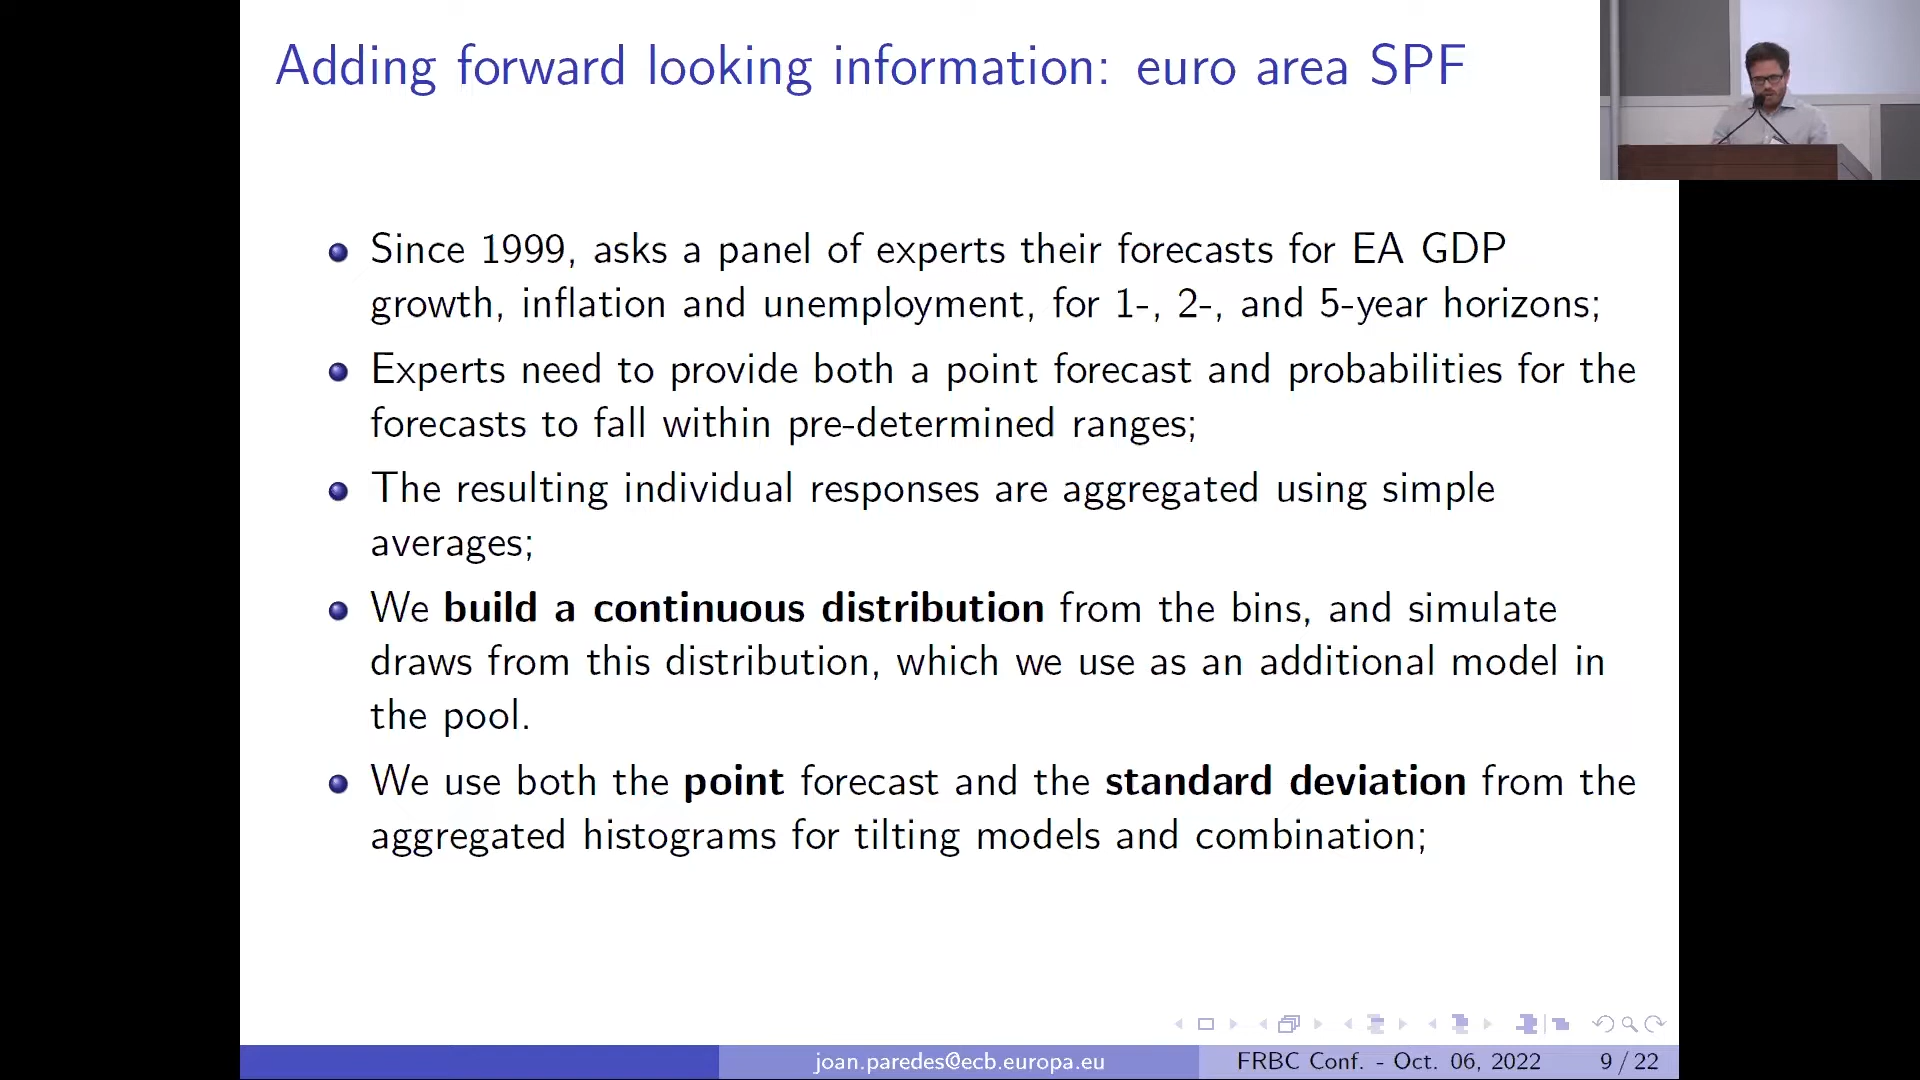 Adding forward looking information: euro area SPF
Since 1999, asks a panel of experts their forecasts for EA GDP
growth, inflation and unemployment, for 1-, 2-, and 5-year horizons;
Experts need to provide both a point forecast and probabilities for the
forecasts to fall within pre-determined ranges;
The resulting individual responses are aggregated using simple
averages;
We build a continuous distribution from the bins, and simulate
draws from this distribution, which we use as an additional model in
the pool.
We use both the point forecast and the standard deviation from the
aggregated histograms for tilting models and combination;
joan.paredes@ecb.europa.eu
FRBC Conf. - Oct. 06, 2022
9 / 22